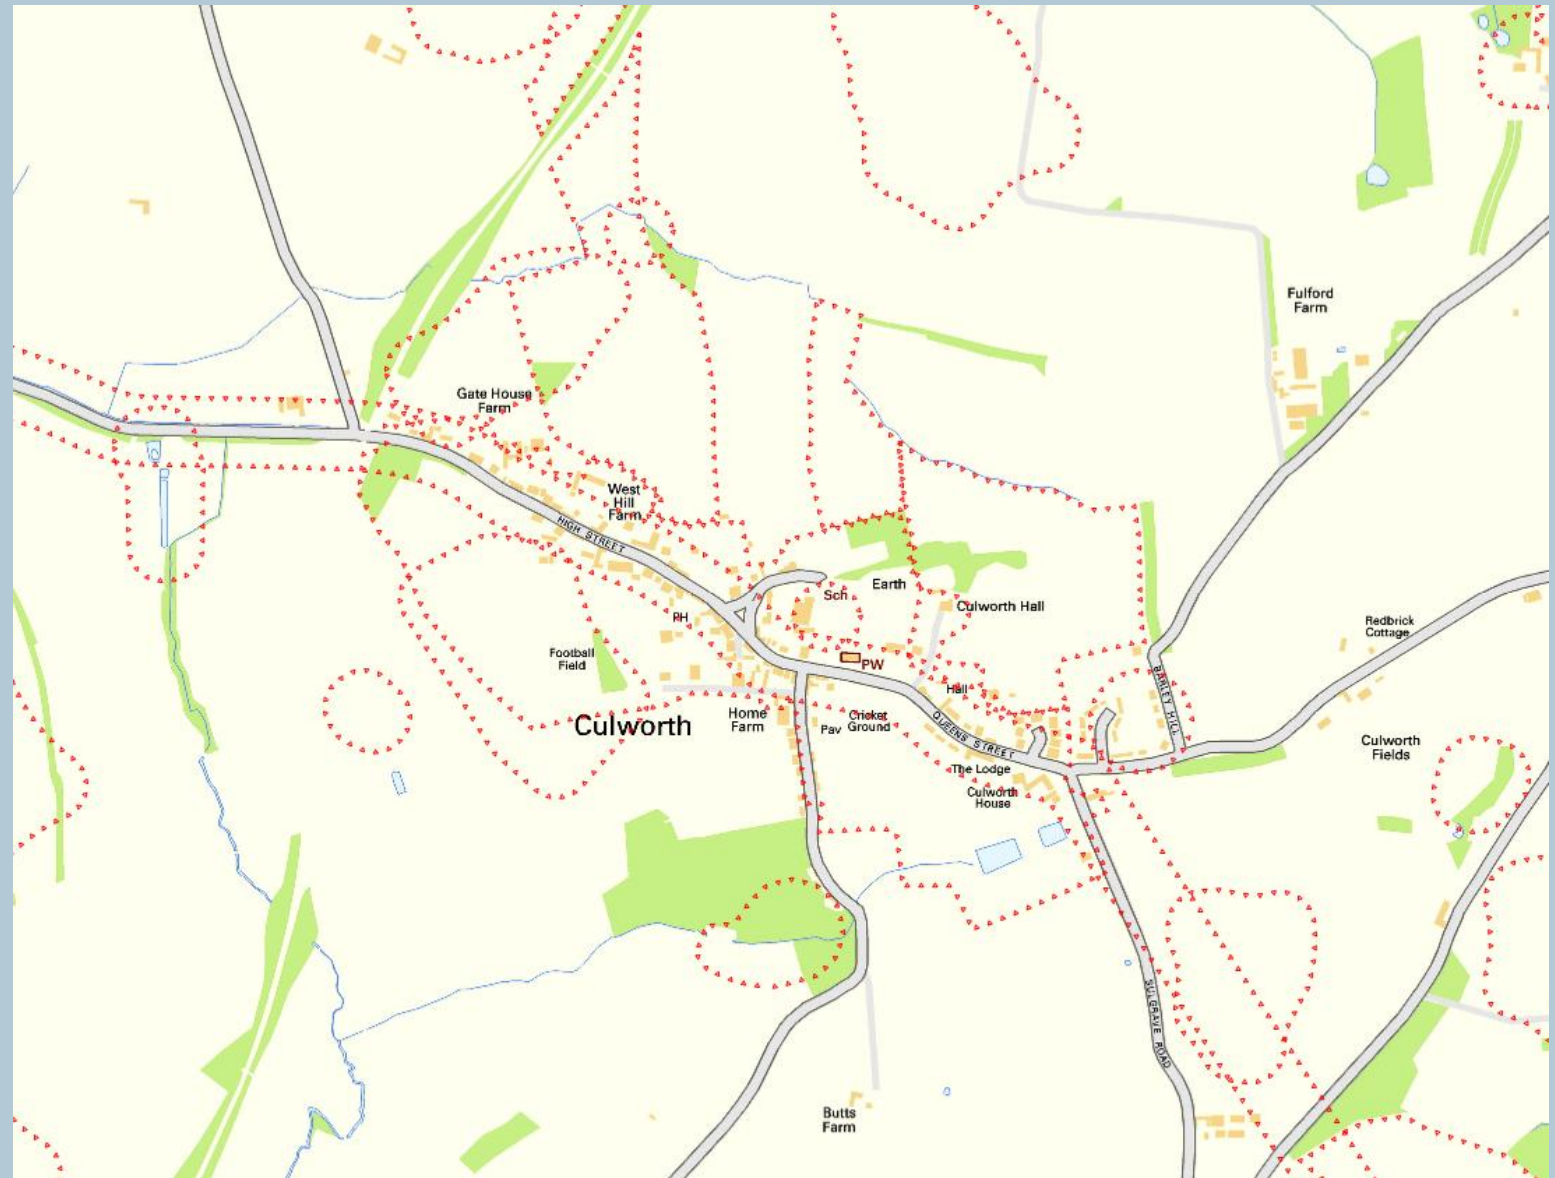 Fulford
Farm
Gate House
Farm
West
Hill
Farm
HIGH STREET
Earth
Sch
Culworth Hall
PH
Redbrick
Cottage
Football
Field
PW
Hall
BARLEY HILL
Culworth
Home
Farm
Pav
Cricket
Ground
QUEENS STREET
Culworth
Fields
The Lodge
Culworth
House
SULGRAVE ROAD
Butts
Farm